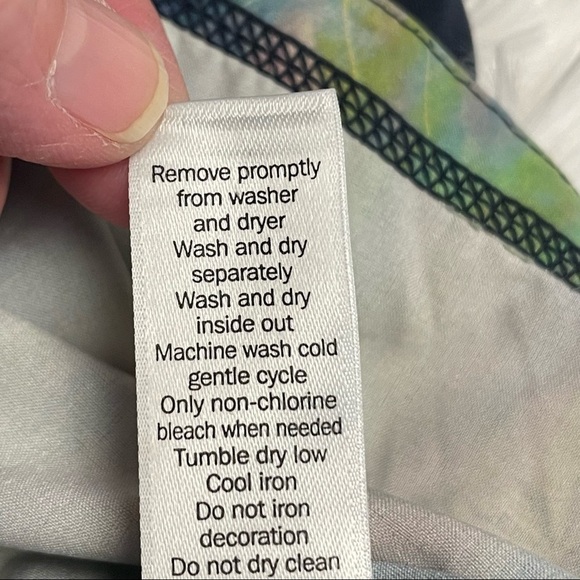 Remove promptly
from washer
and dryer
Wash and dry
separately
Wash and dry
inside out
Machine wash cold
gentle cycle
Only non-chlorine
bleach when needed
Tumble dry low
Cool iron
Do not iron
decoration
Do not dry clean